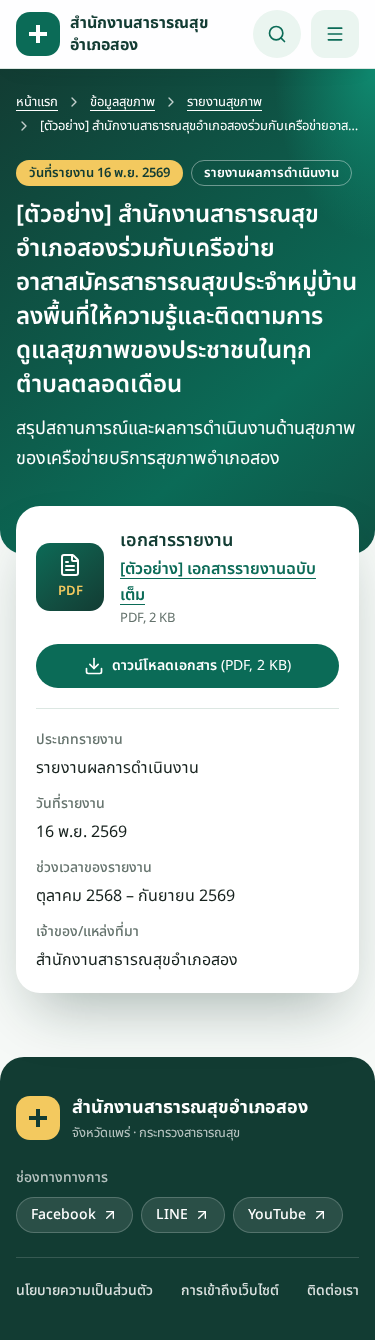 สำนักงานสาธารณสุข
อำเภอสอง
หน้าแรก > ข้อมูลสุขภาพ > รายงานสุขภาพ
> [ตัวอย่าง] สำนักงานสาธารณสุขอำเภอสองร่วมกับเครือข่ายอาส...
วันที่รายงาน 16 พ.ย. 2569
รายงานผลการดำเนินงาน
[ตัวอย่าง] สำนักงานสาธารณสุข
อำเภอสองร่วมกับเครือข่าย
อาสาสมัครสาธารณสุขประจำหมู่บ้าน
ลงพื้นที่ให้ความรู้และติดตามการ
ดูแลสุขภาพของประชาชนในทุก
ตำบลตลอดเดือน
สรุปสถานการณ์และผลการดำเนินงานด้านสุขภาพ
ของเครือข่ายบริการสุขภาพอำเภอสอง
PDF
เอกสารรายงาน
[ตัวอย่าง] เอกสารรายงานฉบับ
เต็ม
PDF, 2 KB
ดาวน์โหลดเอกสาร (PDF, 2 KB)
ประเภทรายงาน
รายงานผลการดำเนินงาน
วันที่รายงาน
16 พ.ย. 2569
ช่วงเวลาของรายงาน
ตุลาคม 2568 – กันยายน 2569
เจ้าของ/แหล่งที่มา
สำนักงานสาธารณสุขอำเภอสอง
สำนักงานสาธารณสุขอำเภอสอง
จังหวัดแพร่ · กระทรวงสาธารณสุข
ช่องทางทางการ
Facebook
LINE
YouTube
นโยบายความเป็นส่วนตัว
การเข้าถึงเว็บไซต์
ติดต่อเรา